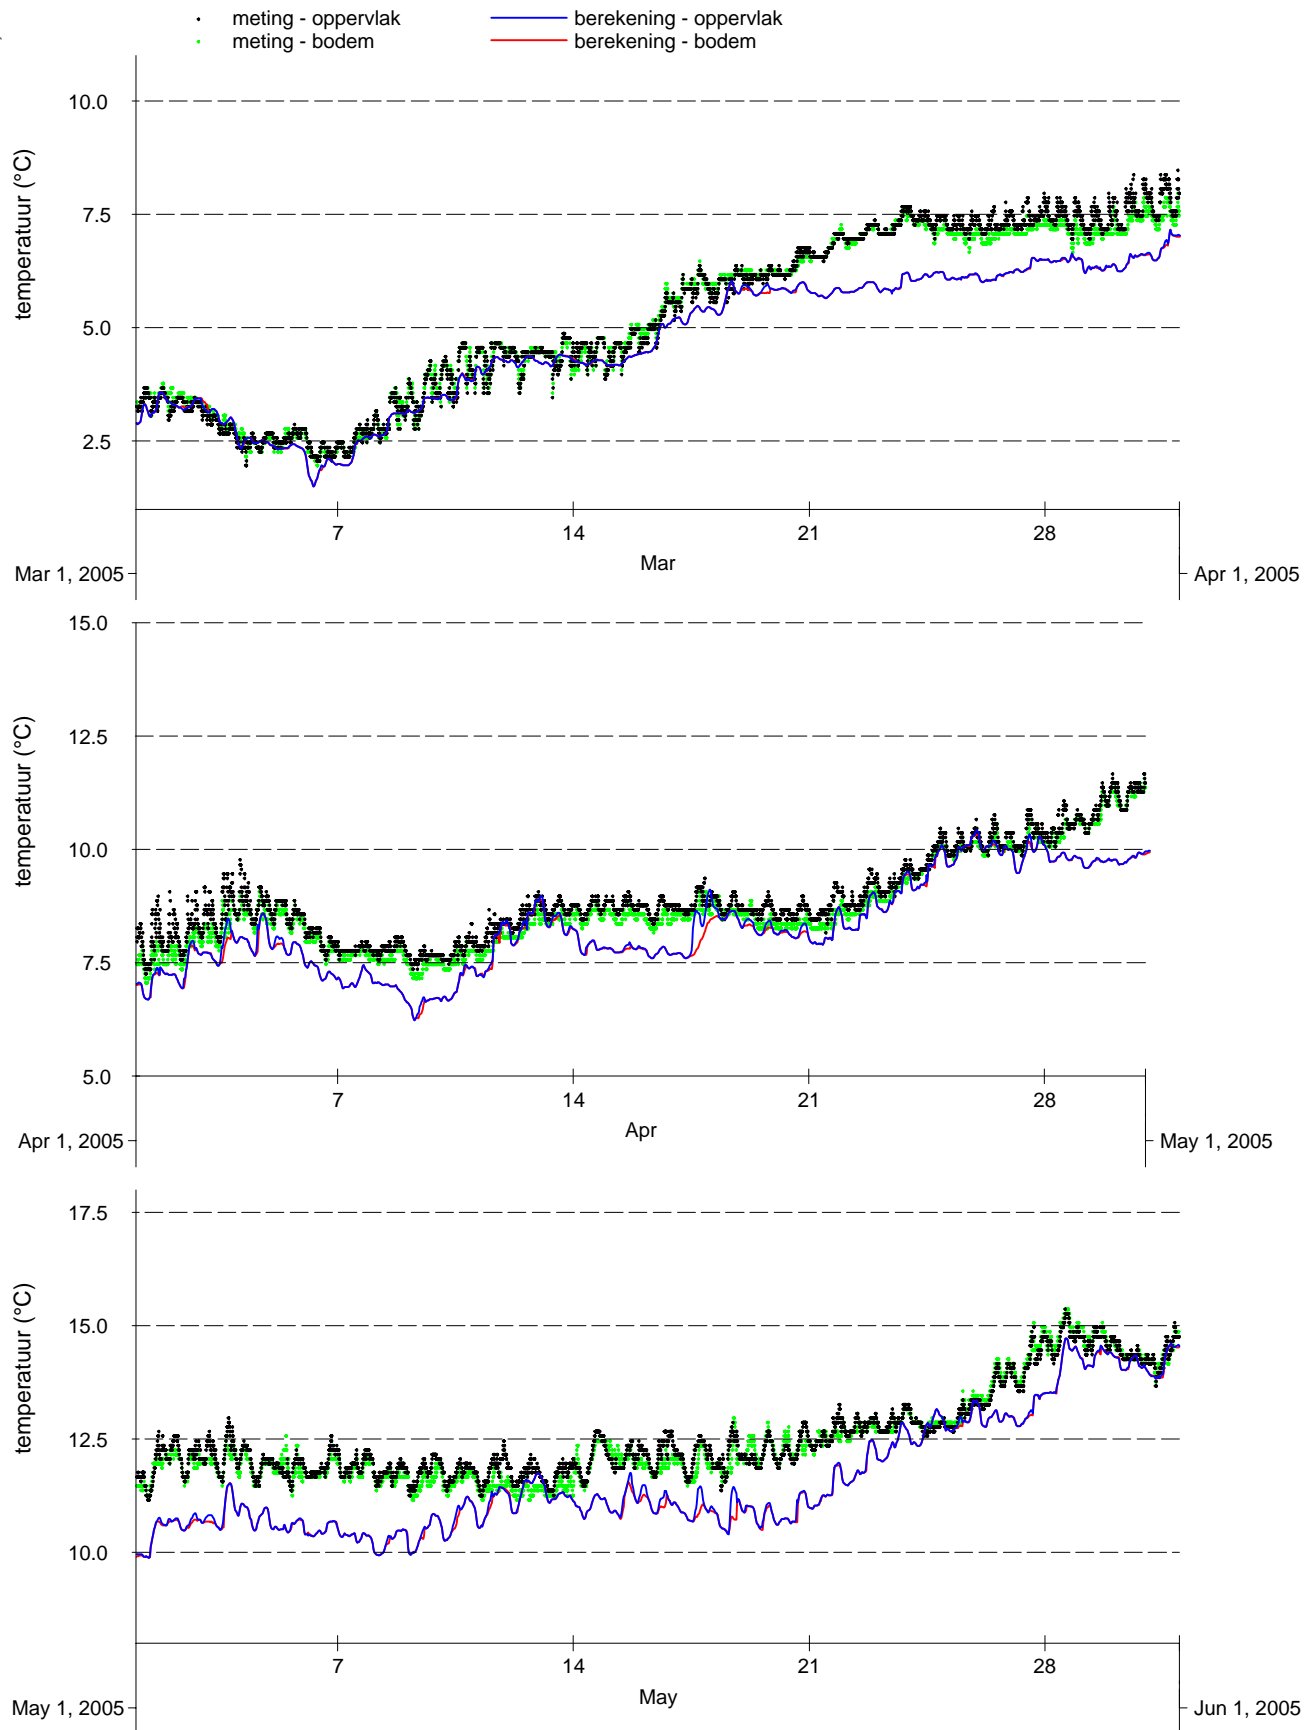 meting - oppervlak berekening - oppervlak
meting - bodem berekening - bodem
temperatuur (°C)
10.0
7.5
5.0
2.5
7 14 21 28
Mar
Mar 1, 2005 Apr 1, 2005
temperatuur (°C)
15.0
12.5
10.0
7.5
5.0
7 14 21 28
Apr
Apr 1, 2005 May 1, 2005
temperatuur (°C)
17.5
15.0
12.5
10.0
7 14 21 28
May
May 1, 2005 Jun 1, 2005